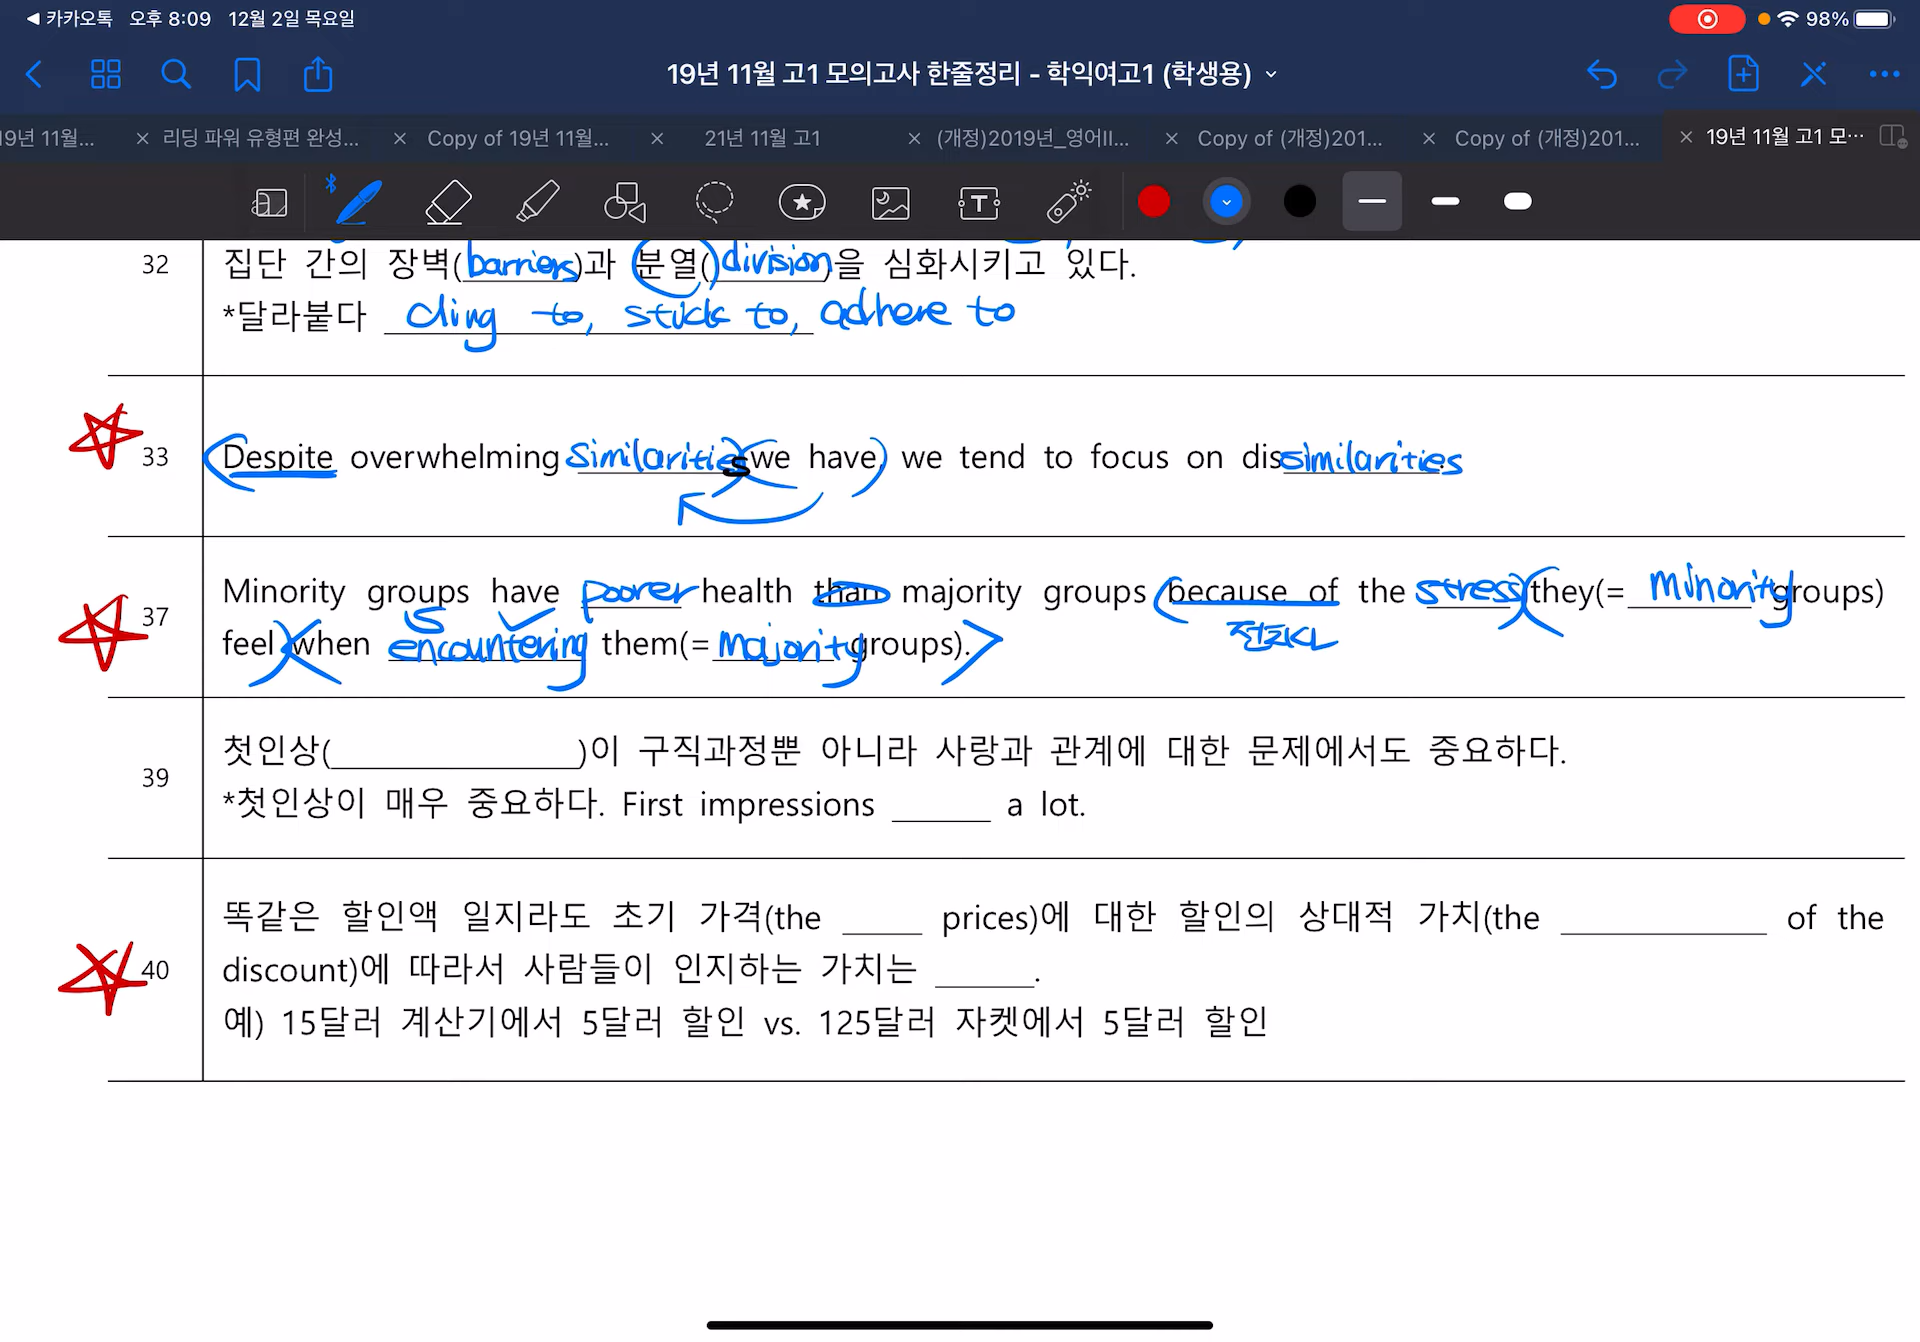 ◀ 카카오톡 오후 8:09 12월 2일 목요일 98%
19년 11월 고1 모의고사 한줄정리 - 학익여고1 (학생용)
19년 11월... × 리딩 파워 유형편 완성... × Copy of 19년 11월... × 21년 11월 고1 × (개정)2019년_영어II... × Copy of (개정)201... × Copy of (개정)201... × 19년 11월 고1 모...
32 집단 간의 장벽(barriers)과 분열(division)을 심화시키고 있다.
*달라붙다 cling to, stick to, adhere to
33 Despite overwhelming similarities we have, we tend to focus on dissimilarities.
37 Minority groups have poorer health than majority groups because of the stress they(= minority groups)
S
전치사
feel when encountering them(= majority groups).
39 첫인상(____)이 구직과정뿐 아니라 사랑과 관계에 대한 문제에서도 중요하다.
*첫인상이 매우 중요하다. First impressions ____ a lot.
40 똑같은 할인액 일지라도 초기 가격(the ____ prices)에 대한 할인의 상대적 가치(the ____ of the
discount)에 따라서 사람들이 인지하는 가치는 ____.
예) 15달러 계산기에서 5달러 할인 vs. 125달러 자켓에서 5달러 할인